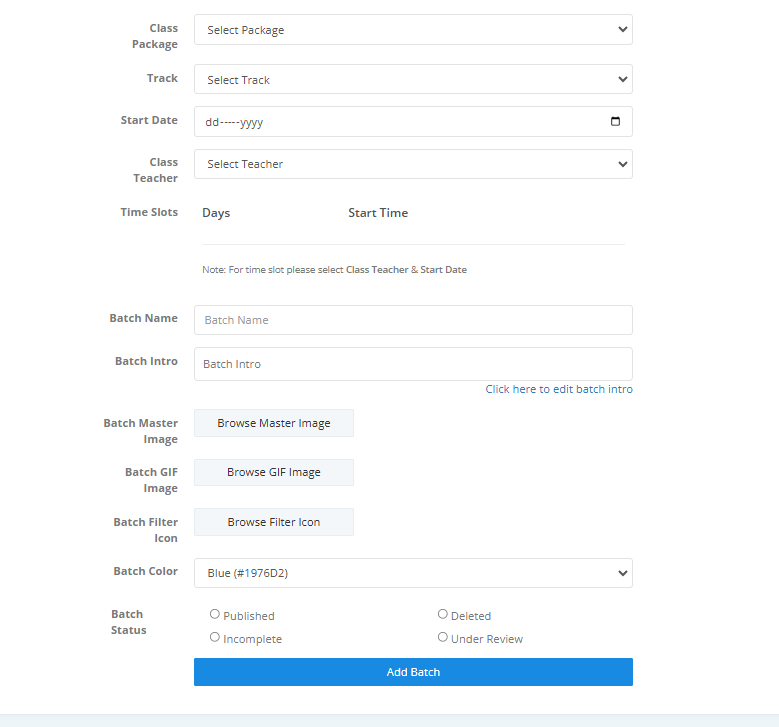 Class
Package
Select Package
Track
Select Track
Start Date
dd-----yyyy
Class
Teacher
Select Teacher
Time Slots
Days
Start Time
Note: For time slot please select Class Teacher & Start Date
Batch Name
Batch Name
Batch Intro
Batch Intro
Click here to edit batch intro
Batch Master
Image
Browse Master Image
Batch GIF
Image
Browse GIF Image
Batch Filter
Icon
Browse Filter Icon
Batch Color
Blue (#1976D2)
Batch
Status
Published
Deleted
Incomplete
Under Review
Add Batch